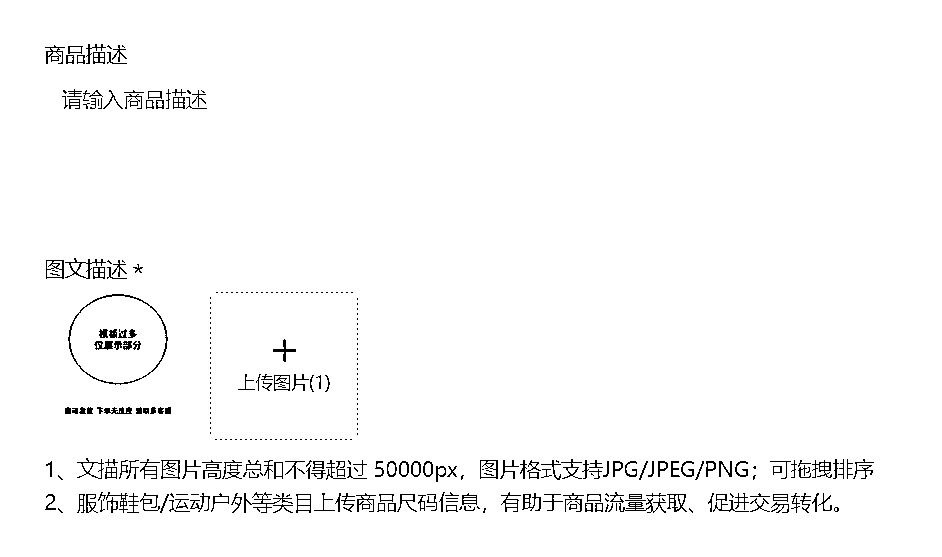 商品描述
请输入商品描述
图文描述 *
模板过多
仅展示部分
上传图片(1)
1、文描所有图片高度总和不得超过 50000px，图片格式支持JPG/JPEG/PNG；可拖拽排序
2、服饰鞋包/运动户外等类目上传商品尺码信息，有助于商品流量获取、促进交易转化。